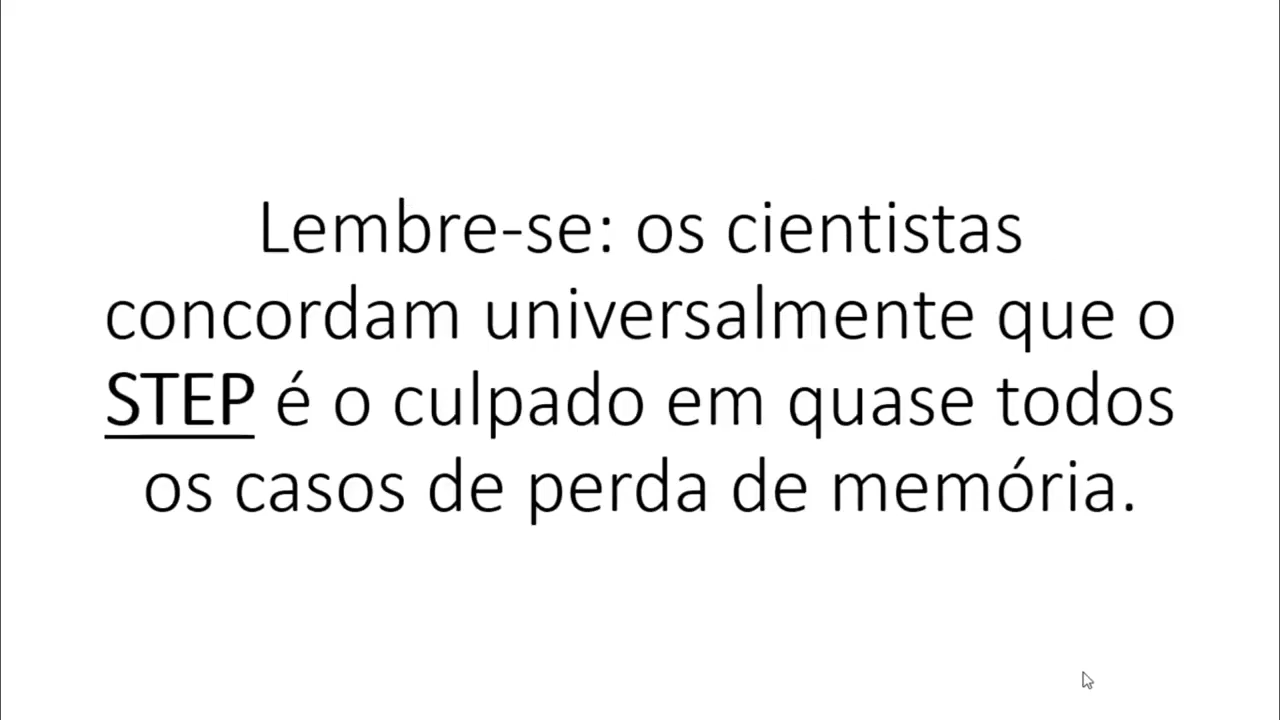 Lembre-se: os cientistas
concordam universalmente que o
STEP é o culpado em quase todos
os casos de perda de memória.